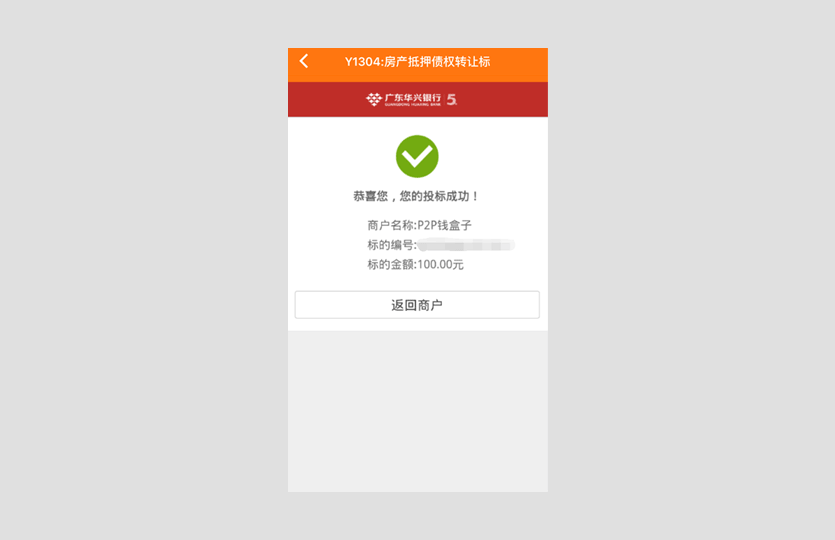 Y1304:房产抵押债权转让标
广东华兴银行 5
GUANGDONG HUAXING BANK
恭喜您，您的投标成功！
商户名称:P2P钱盒子
标的编号:
标的金额:100.00元
返回商户